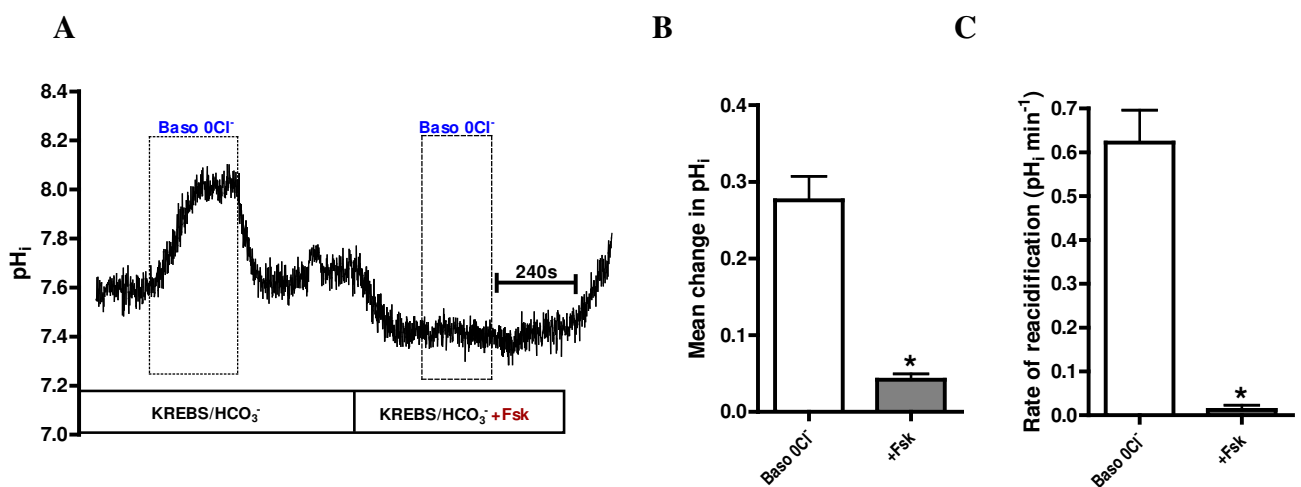 A
B
C
8.4
8.2
8.0
7.8
7.6
7.4
7.2
7.0
pHi
Baso 0Cl-
Baso 0Cl-
240s
KREBS/HCO3-
KREBS/HCO3- +Fsk
0.4
0.3
0.2
0.1
0.0
Mean change in pHi
*
Baso 0Cl-
+Fsk
0.7
0.6
0.5
0.4
0.3
0.2
0.1
0.0
Rate of reacidification (pHi min-1)
*
Baso 0Cl-
+Fsk